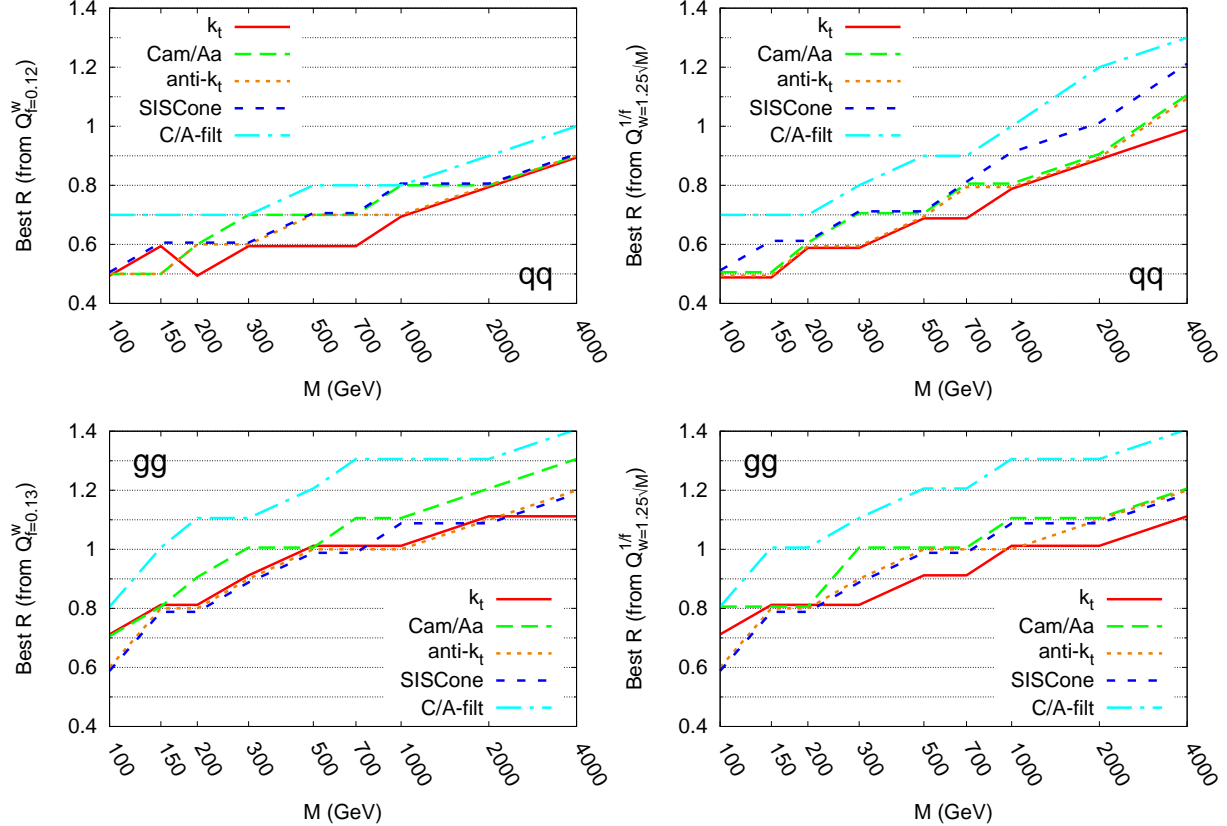 Best R (from Q^w_{f=0.12})
1.4
1.2
1
0.8
0.6
0.4
k_t
Cam/Aa
anti-k_t
SISCone
C/A-filt
qq
100 150 200 300 500 700 1000 2000 4000
M (GeV)
Best R (from Q^{1/f}_{w=1.25√M})
1.4
1.2
1
0.8
0.6
0.4
k_t
Cam/Aa
anti-k_t
SISCone
C/A-filt
qq
100 150 200 300 500 700 1000 2000 4000
M (GeV)
Best R (from Q^w_{f=0.13})
1.4
1.2
1
0.8
0.6
0.4
gg
k_t
Cam/Aa
anti-k_t
SISCone
C/A-filt
100 150 200 300 500 700 1000 2000 4000
M (GeV)
Best R (from Q^{1/f}_{w=1.25√M})
1.4
1.2
1
0.8
0.6
0.4
gg
k_t
Cam/Aa
anti-k_t
SISCone
C/A-filt
100 150 200 300 500 700 1000 2000 4000
M (GeV)